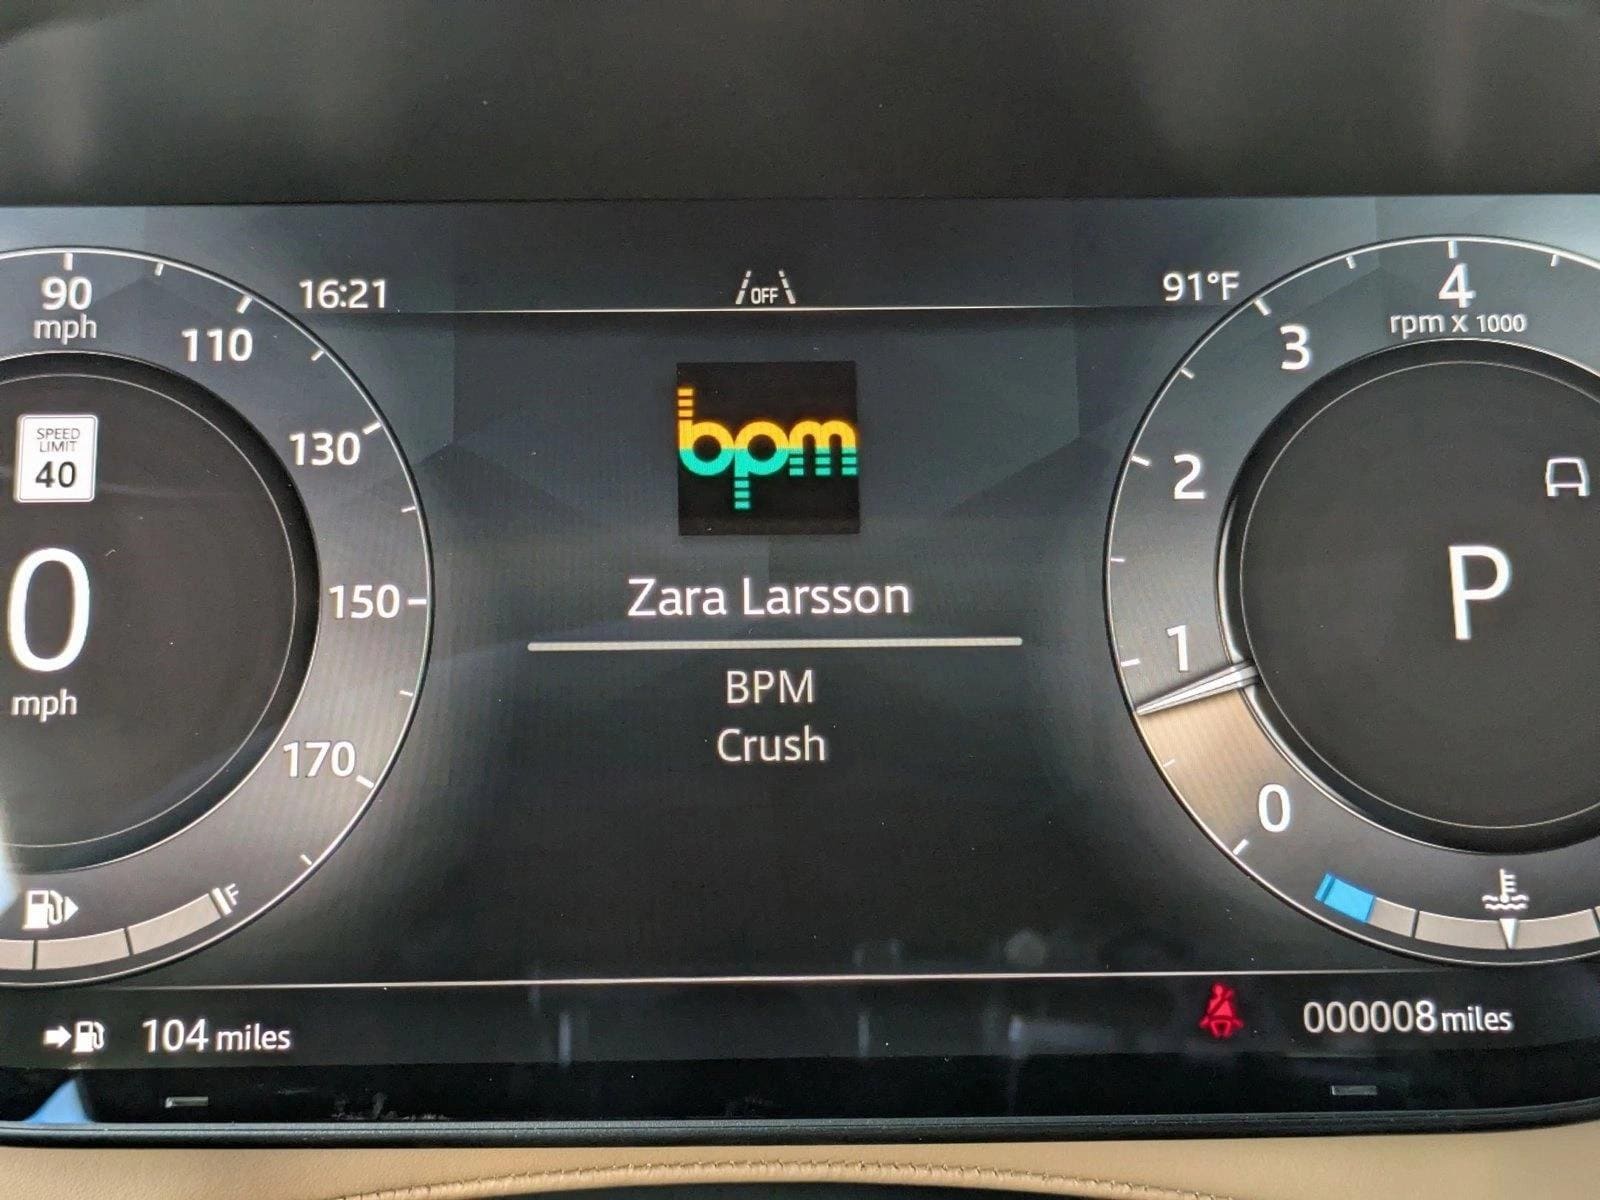 16:21
OFF
91°F
90
mph
110
130
150
170
SPEED
LIMIT
40
0
mph
F
bpm
Zara Larsson
BPM
Crush
4
rpm x 1000
3
2
1
0
P
104 miles
000008 miles